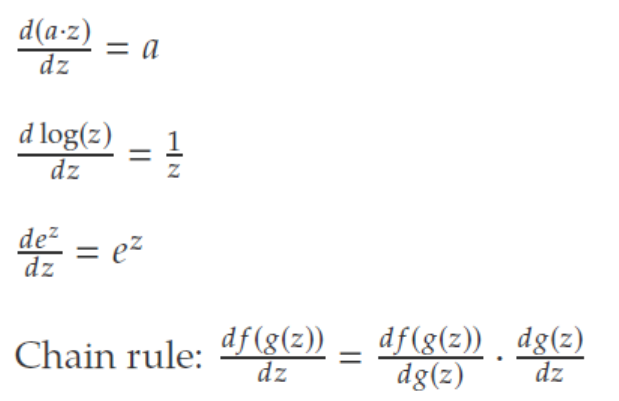 d(a·z)/dz = a
d log(z)/dz = 1/z
de^z/dz = e^z
Chain rule: df(g(z))/dz = df(g(z))/dg(z) · dg(z)/dz